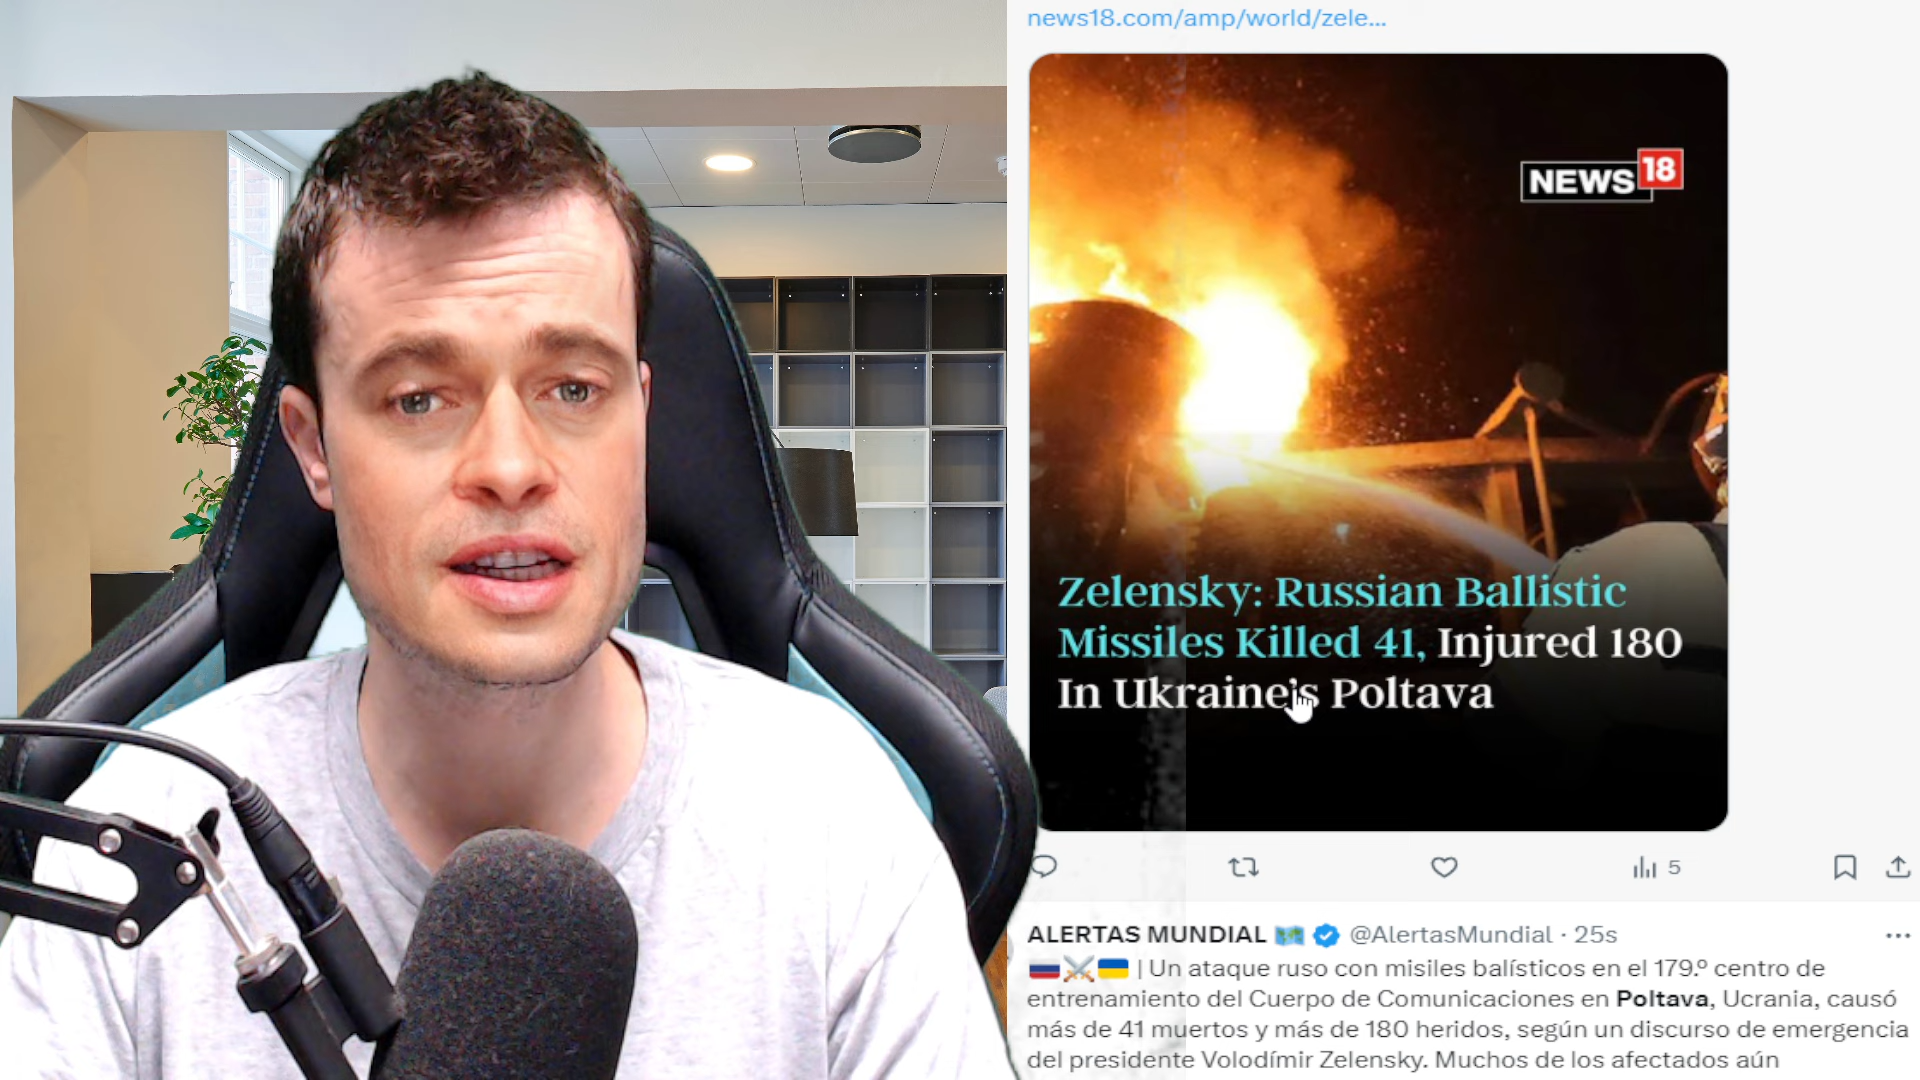 news18.com/amp/world/zele...
NEWS 18
Zelensky: Russian Ballistic
Missiles Killed 41, Injured 180
In Ukraine's Poltava
5
ALERTAS MUNDIAL @AlertasMundial · 25s
| Un ataque ruso con misiles balísticos en el 179.º centro de
entrenamiento del Cuerpo de Comunicaciones en Poltava, Ucrania, causó
más de 41 muertos y más de 180 heridos, según un discurso de emergencia
del presidente Volodímir Zelensky. Muchos de los afectados aún